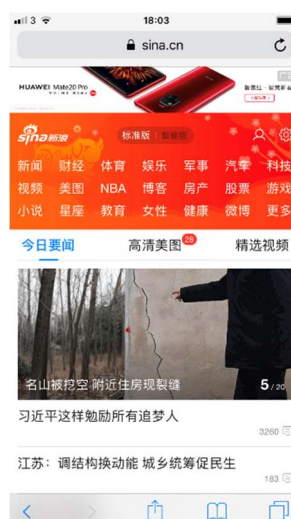 3
18:03
sina.cn
HUAWEI Mate20 Pro
sina新浪
标准版
新闻 财经 体育 娱乐 军事 汽车 科技
视频 美图 NBA 博客 房产 股票 游戏
小说 星座 教育 女性 健康 微博 更多
今日要闻 高清美图 28 精选视频
名山被挖空 附近住房现裂缝 5/20
习近平这样勉励所有追梦人
3260
江苏：调结构换动能 城乡统筹促民生
183